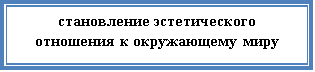 становление эстетического
отношения к окружающему миру